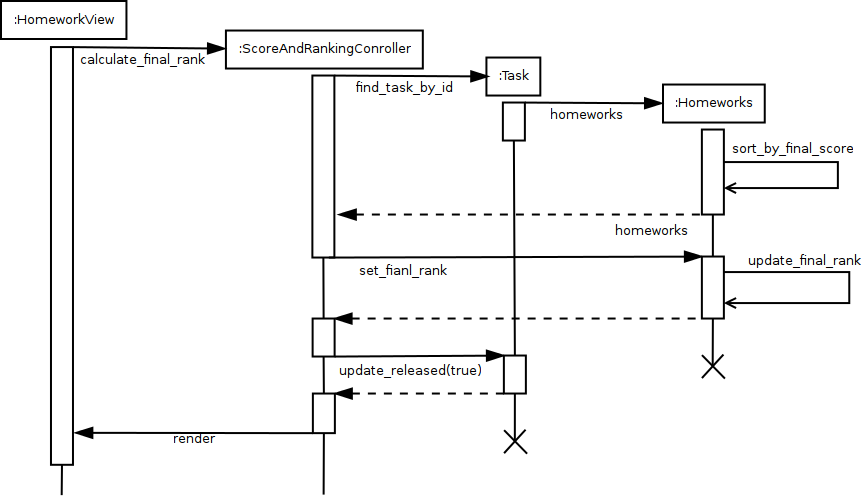 :HomeworkView
:ScoreAndRankingConroller
calculate_final_rank
:Task
find_task_by_id
:Homeworks
homeworks
sort_by_final_score
homeworks
update_final_rank
set_fianl_rank
update_released(true)
render